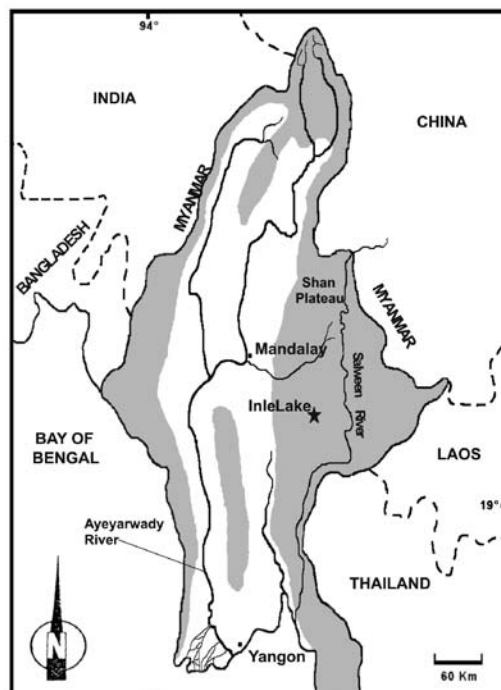 94°
INDIA
CHINA
MYANMAR
BANGLADESH
Shan
Plateau
MYANMAR
Mandalay
Salween River
InleLake
BAY OF
BENGAL
LAOS
19°
Ayeyarwady
River
THAILAND
N
Yangon
60 Km